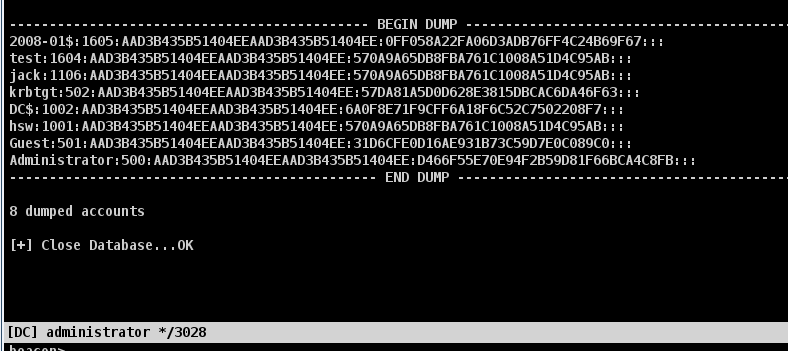 --------------------------------------------- BEGIN DUMP -----------------------------------------
2008-01$:1605:AAD3B435B51404EEAAD3B435B51404EE:0FF058A22FA06D3ADB76FF4C24B69F67:::
test:1604:AAD3B435B51404EEAAD3B435B51404EE:570A9A65DB8FBA761C1008A51D4C95AB:::
jack:1106:AAD3B435B51404EEAAD3B435B51404EE:570A9A65DB8FBA761C1008A51D4C95AB:::
krbtgt:502:AAD3B435B51404EEAAD3B435B51404EE:57DA81A5D0D628E3815DBCAC6DA46F63:::
DC$:1002:AAD3B435B51404EEAAD3B435B51404EE:6A0F8E71F9CFF6A18F6C52C7502208F7:::
hsw:1001:AAD3B435B51404EEAAD3B435B51404EE:570A9A65DB8FBA761C1008A51D4C95AB:::
Guest:501:AAD3B435B51404EEAAD3B435B51404EE:31D6CFE0D16AE931B73C59D7E0C089C0:::
Administrator:500:AAD3B435B51404EEAAD3B435B51404EE:D466F55E70E94F2B59D81F66BCA4C8FB:::
---------------------------------------------- END DUMP ------------------------------------------
8 dumped accounts
[+] Close Database...OK
[DC] administrator */3028
beacon>